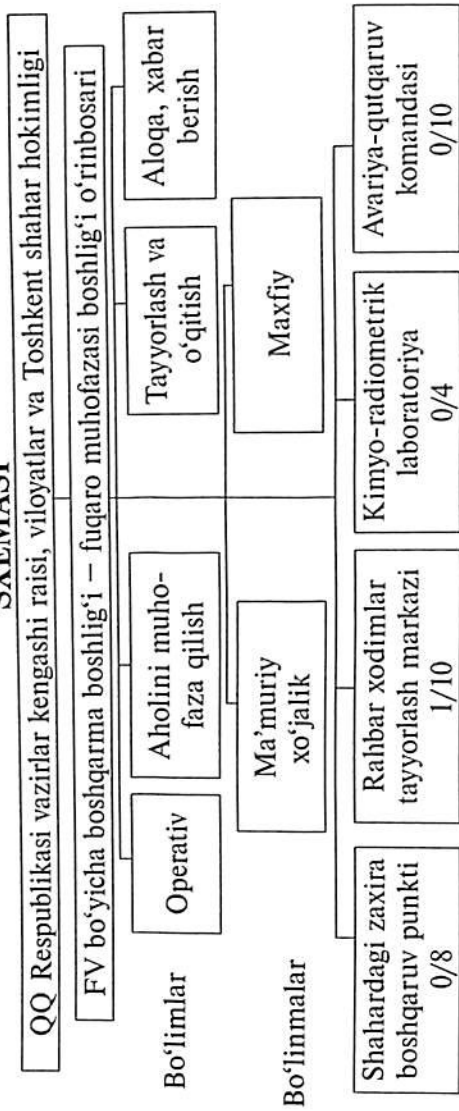 SXEMASI
QQ Respublikasi vazirlar kengashi raisi, viloyatlar va Toshkent shahar hokimligi
FV bo‘yicha boshqarma boshlig‘i — fuqaro muhofazasi boshlig‘i o‘rinbosari
Bo‘limlar
Operativ
Aholini muho-
faza qilish
Tayyorlash va
o‘qitish
Aloqa, xabar
berish
Bo‘linmalar
Ma’muriy
xo‘jalik
Maxfiy
Shahardagi zaxira
boshqaruv punkti
0/8
Rahbar xodimlar
tayyorlash markazi
1/10
Kimyo-radiometrik
laboratoriya
0/4
Avariya-qutqaruv
komandasi
0/10